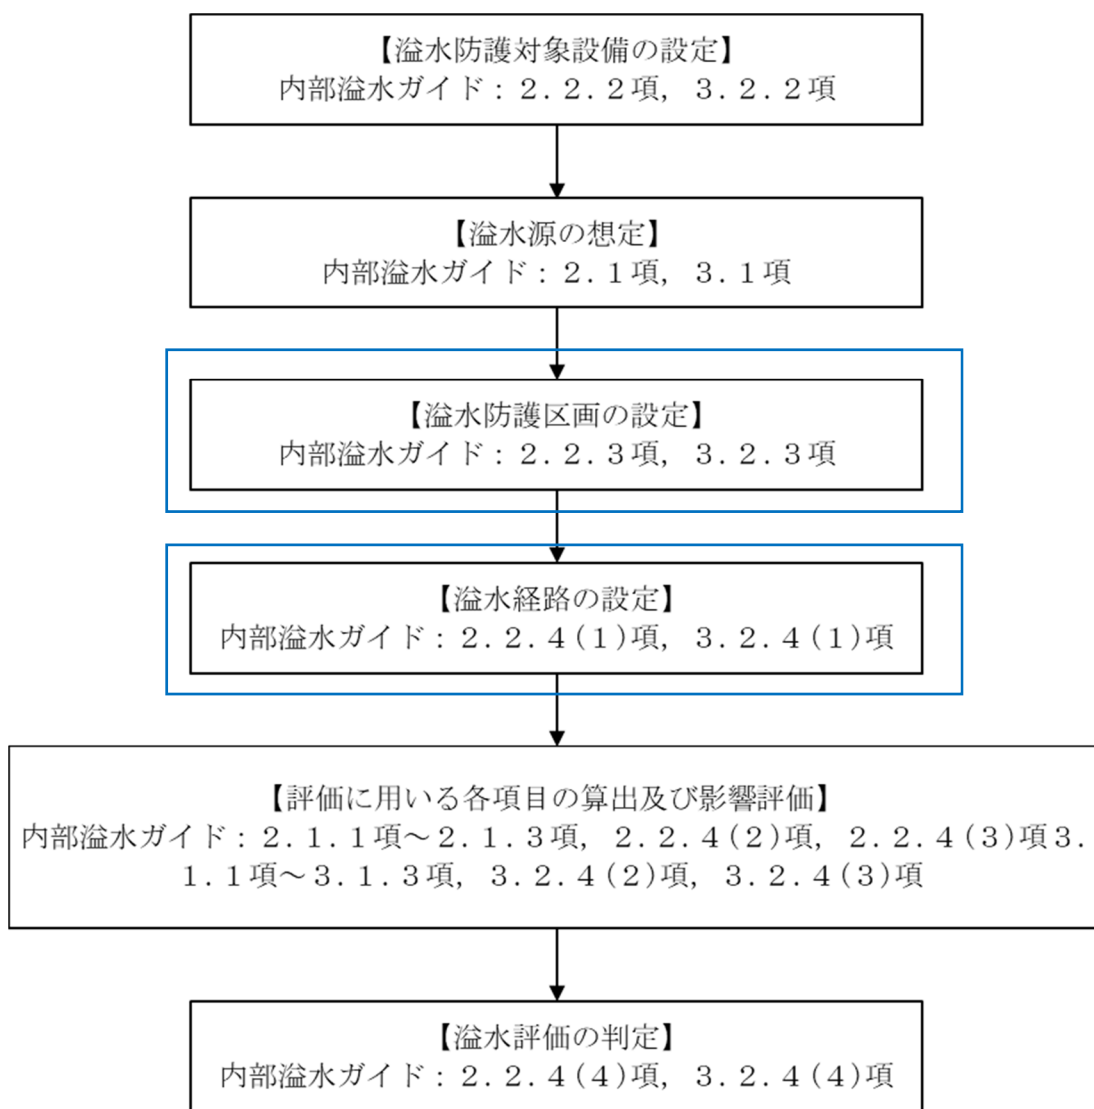 【溢水防護対象設備の設定】
内部溢水ガイド：２.２.２項，３.２.２項
【溢水源の想定】
内部溢水ガイド：２.１項，３.１項
【溢水防護区画の設定】
内部溢水ガイド：２.２.３項，３.２.３項
【溢水経路の設定】
内部溢水ガイド：２.２.４(１)項，３.２.４(１)項
【評価に用いる各項目の算出及び影響評価】
内部溢水ガイド：２.１.１項～２.１.３項，２.２.４(２)項，２.２.４(３)項３.
１.１項～３.１.３項，３.２.４(２)項，３.２.４(３)項
【溢水評価の判定】
内部溢水ガイド：２.２.４(４)項，３.２.４(４)項